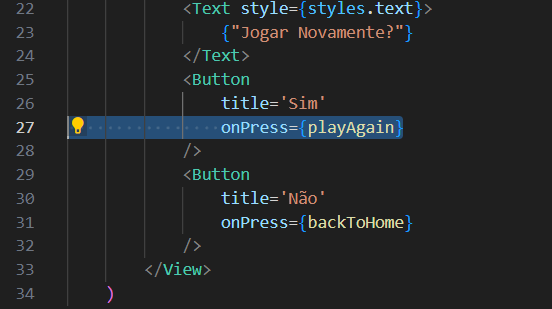 22 <Text style={styles.text}>
23 {"Jogar Novamente?"}
24 </Text>
25 <Button
26 title='Sim'
27 onPress={playAgain}
28 />
29 <Button
30 title='Não'
31 onPress={backToHome}
32 />
33 </View>
34 )